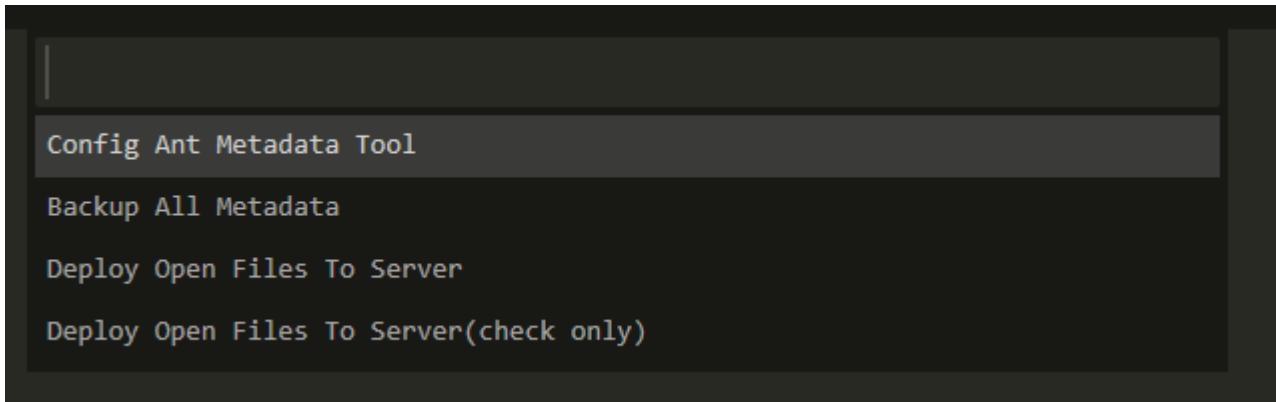 Config Ant Metadata Tool
Backup All Metadata
Deploy Open Files To Server
Deploy Open Files To Server(check only)